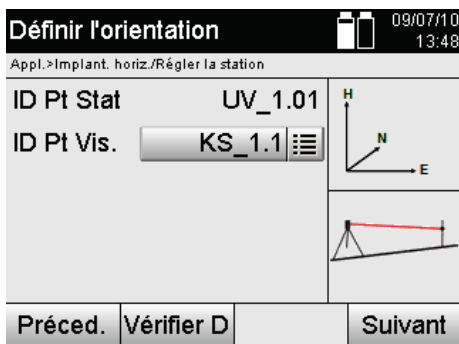 Définir l'orientation
09/07/10
13:48
Appl.>Implant. horiz./Régler la station
ID Pt Stat UV_1.01
ID Pt Vis. KS_1.1
H
N
E
Précéd. Vérifier D Suivant